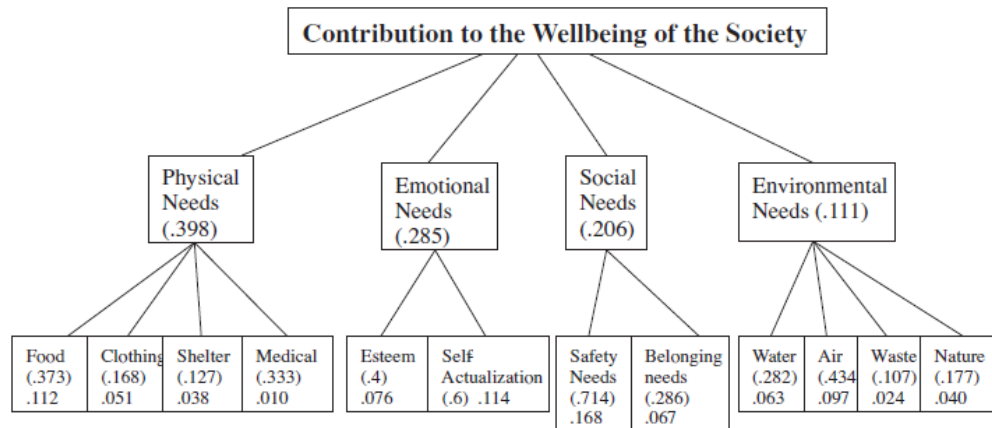 Contribution to the Wellbeing of the Society
Physical
Needs
(.398)
Emotional
Needs
(.285)
Social
Needs
(.206)
Environmental
Needs (.111)
Food
(.373)
.112
Clothing
(.168)
.051
Shelter
(.127)
.038
Medical
(.333)
.010
Esteem
(.4)
.076
Self
Actualization
(.6) .114
Safety
Needs
(.714)
.168
Belonging
needs
(.286)
.067
Water
(.282)
.063
Air
(.434
.097
Waste
(.107)
.024
Nature
(.177)
.040